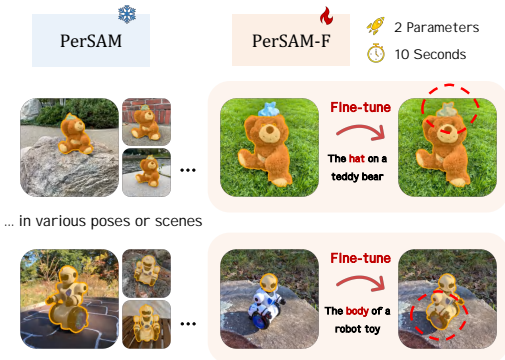 PerSAM
PerSAM-F
2 Parameters
10 Seconds
Fine-tune
The hat on a
teddy bear
...
... in various poses or scenes
Fine-tune
The body of a
robot toy
...